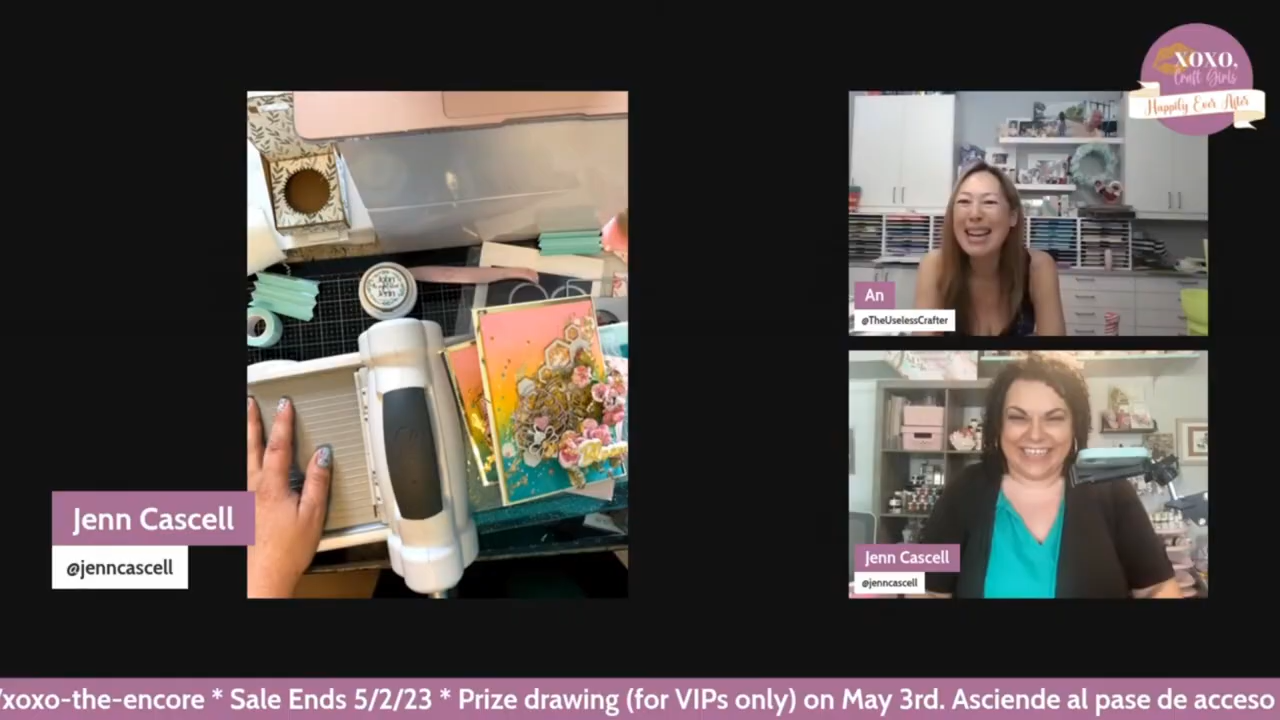 XOXO,
Craft Girls
Happily Ever After
An
@TheUselessCrafter
Jenn Cascell
@jenncascell
Jenn Cascell
@jenncascell
/xoxo-the-encore * Sale Ends 5/2/23 * Prize drawing (for VIPs only) on May 3rd. Asciende al pase de acceso